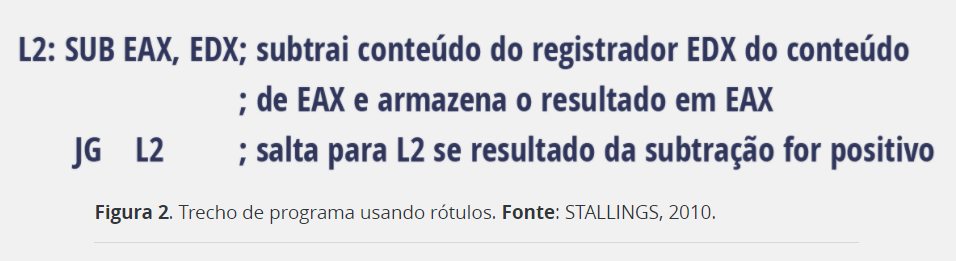 L2: SUB EAX, EDX; subtrai conteúdo do registrador EDX do conteúdo
; de EAX e armazena o resultado em EAX
JG L2 ; salta para L2 se resultado da subtração for positivo
Figura 2. Trecho de programa usando rótulos. Fonte: STALLINGS, 2010.